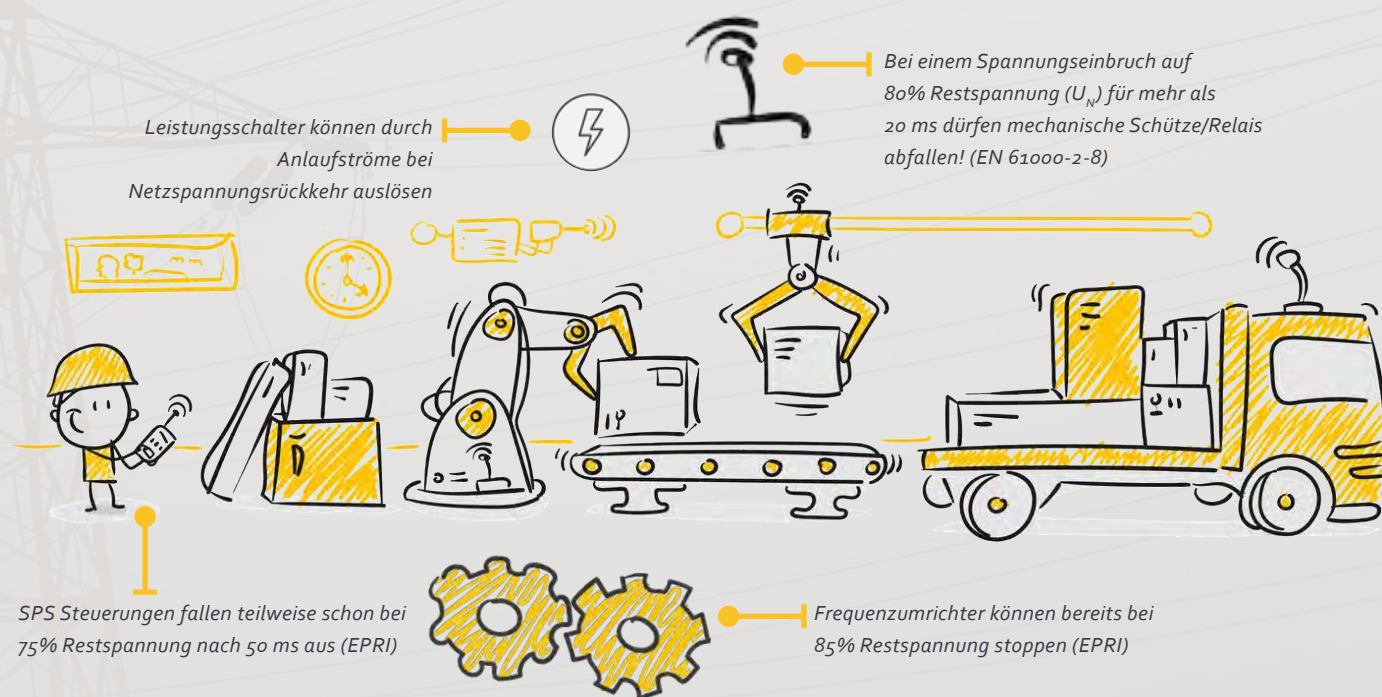 Bei einem Spannungseinbruch auf
80% Restspannung (U_N) für mehr als
20 ms dürfen mechanische Schütze/Relais
abfallen! (EN 61000-2-8)
Leistungsschalter können durch
Anlaufströme bei
Netzspannungsrückkehr auslösen
SPS Steuerungen fallen teilweise schon bei
75% Restspannung nach 50 ms aus (EPRI)
Frequenzumrichter können bereits bei
85% Restspannung stoppen (EPRI)